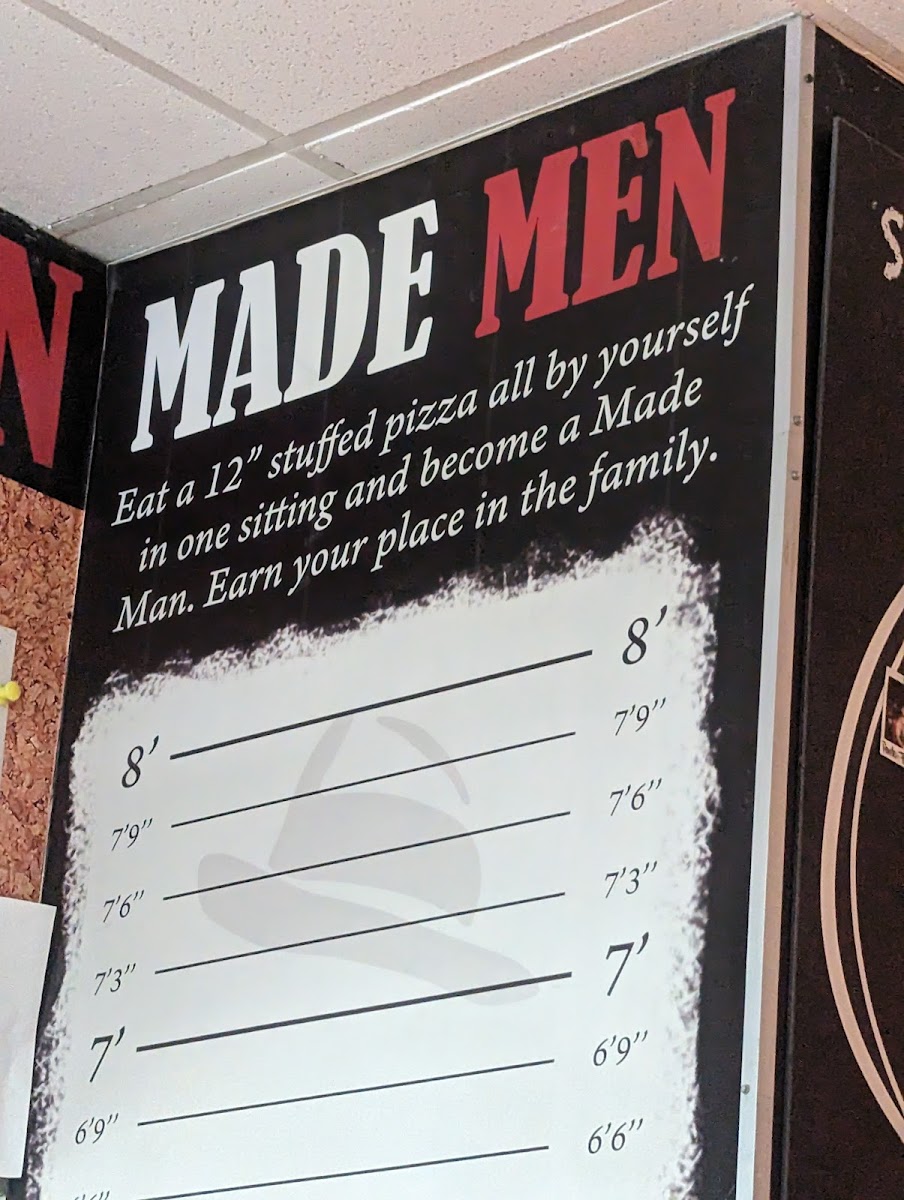 MADE MEN
Eat a 12” stuffed pizza all by yourself
in one sitting and become a Made
Man. Earn your place in the family.
8’ 8’
7’9” 7’9”
7’6” 7’6”
7’3” 7’3”
7’ 7’
6’9” 6’9”
6’6”
N
S